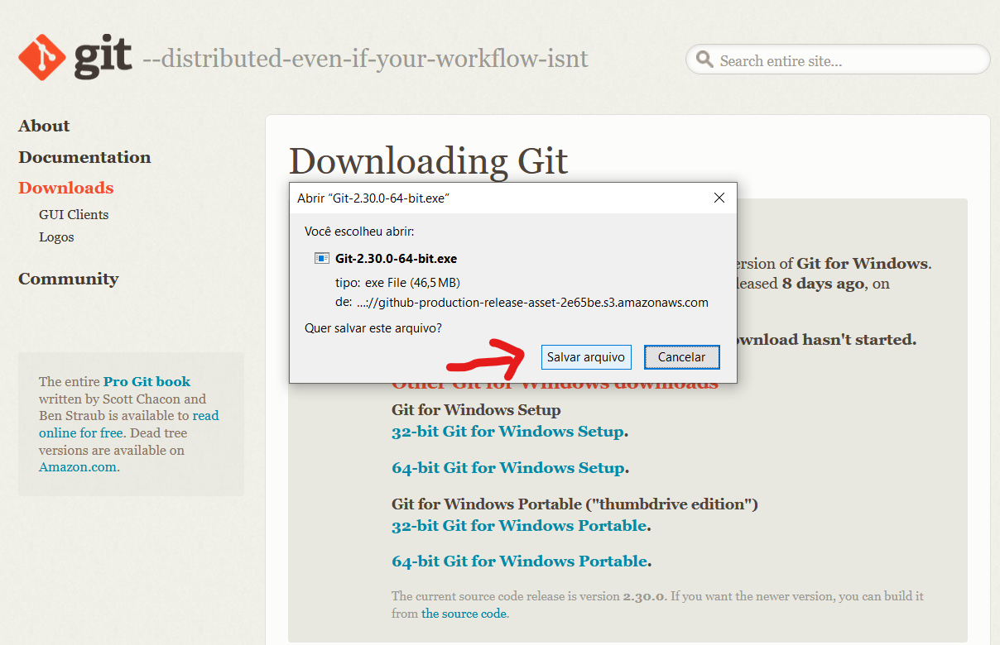 git --distributed-even-if-your-workflow-isnt
Search entire site...
About
Documentation
Downloads
GUI Clients
Logos
Community
The entire Pro Git book
written by Scott Chacon and
Ben Straub is available to read
online for free. Dead tree
versions are available on
Amazon.com.
Downloading Git
Abrir “Git-2.30.0-64-bit.exe”
Você escolheu abrir:
Git-2.30.0-64-bit.exe
tipo: exe File (46,5 MB)
de: ...://github-production-release-asset-2e65be.s3.amazonaws.com
Quer salvar este arquivo?
Salvar arquivo
Cancelar
of Git for Windows.
8 days ago, on
hasn't started.
Other Git for Windows downloads
Git for Windows Setup
32-bit Git for Windows Setup.
64-bit Git for Windows Setup.
Git for Windows Portable ("thumbdrive edition")
32-bit Git for Windows Portable.
64-bit Git for Windows Portable.
The current source code release is version 2.30.0. If you want the newer version, you can build it
from the source code.